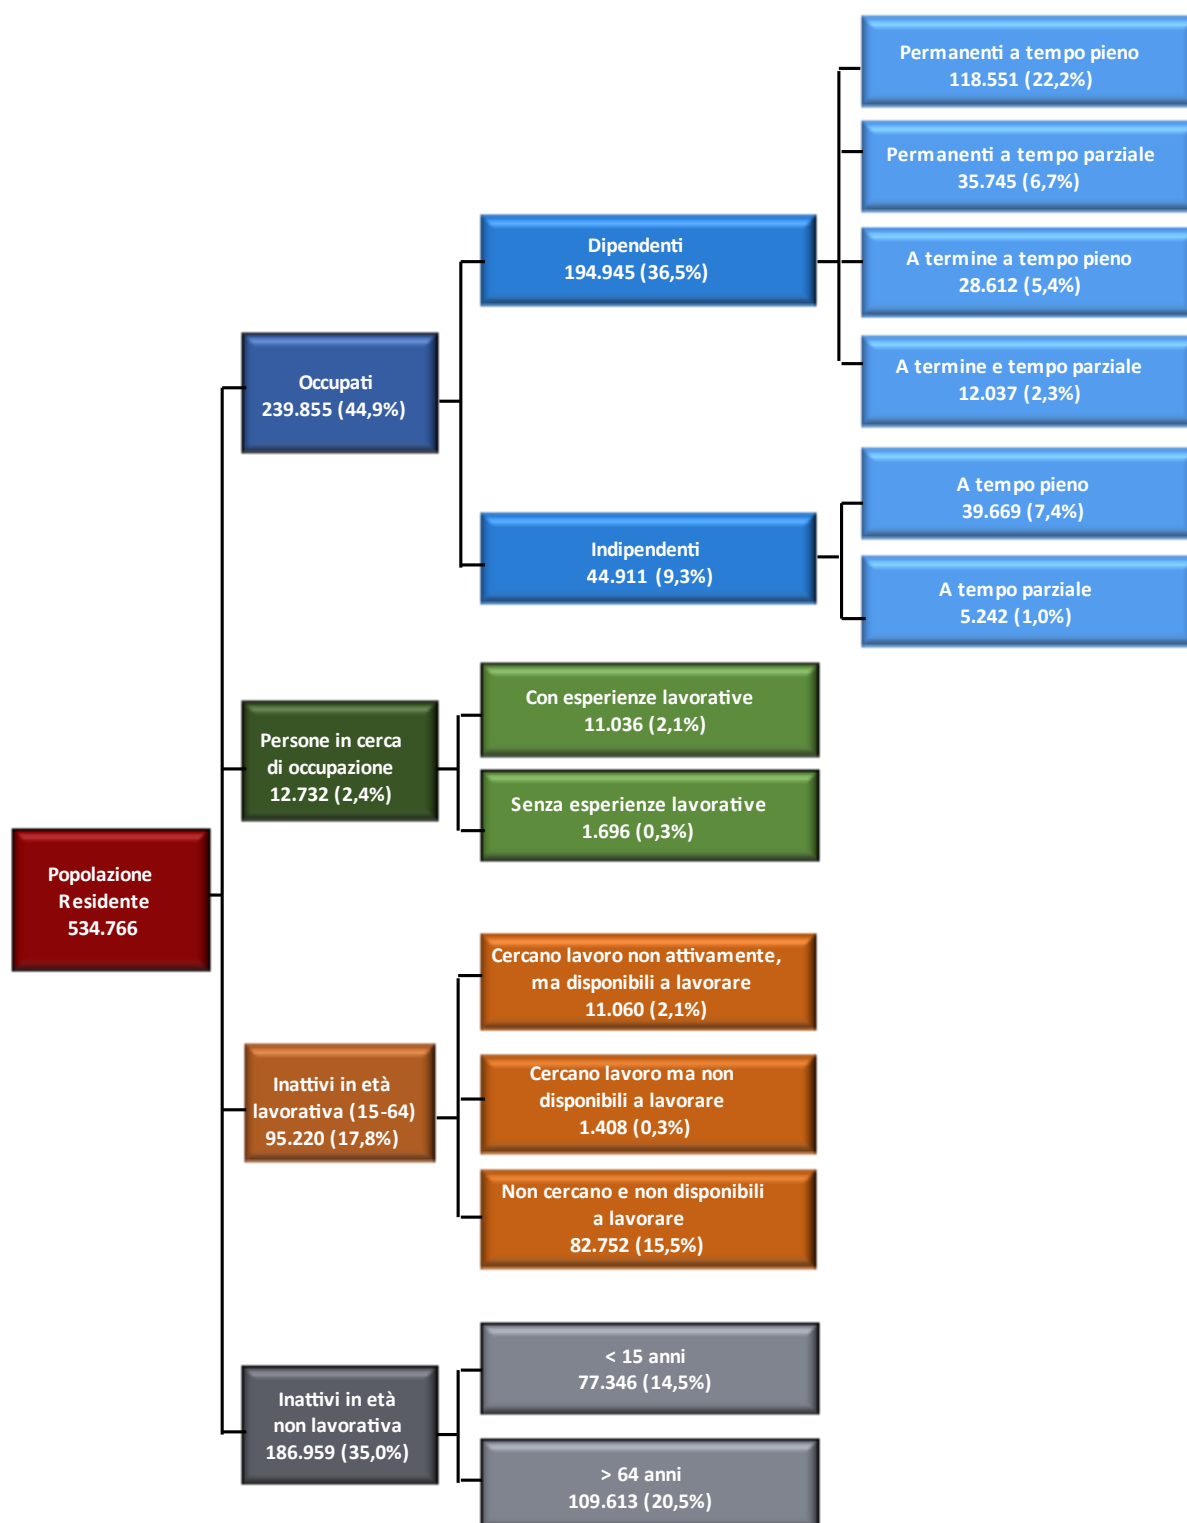 Popolazione
Residente
534.766
Occupati
239.855 (44,9%)
Dipendenti
194.945 (36,5%)
Permanenti a tempo pieno
118.551 (22,2%)
Permanenti a tempo parziale
35.745 (6,7%)
A termine a tempo pieno
28.612 (5,4%)
A termine e tempo parziale
12.037 (2,3%)
Indipendenti
44.911 (9,3%)
A tempo pieno
39.669 (7,4%)
A tempo parziale
5.242 (1,0%)
Persone in cerca
di occupazione
12.732 (2,4%)
Con esperienze lavorative
11.036 (2,1%)
Senza esperienze lavorative
1.696 (0,3%)
Inattivi in età
lavorativa (15-64)
95.220 (17,8%)
Cercano lavoro non attivamente,
ma disponibili a lavorare
11.060 (2,1%)
Cercano lavoro ma non
disponibili a lavorare
1.408 (0,3%)
Non cercano e non disponibili
a lavorare
82.752 (15,5%)
Inattivi in età
non lavorativa
186.959 (35,0%)
< 15 anni
77.346 (14,5%)
> 64 anni
109.613 (20,5%)